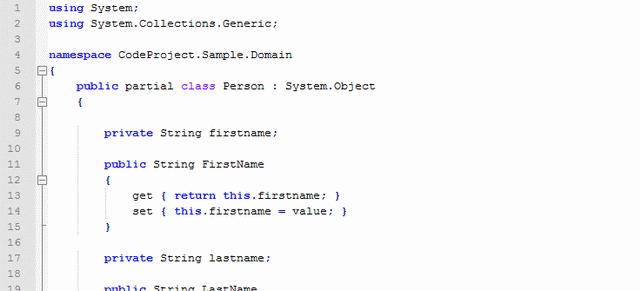 1 using System;
2 using System.Collections.Generic;
3
4 namespace CodeProject.Sample.Domain
5 {
6 public partial class Person : System.Object
7 {
8
9 private String firstname;
10
11 public String FirstName
12 {
13 get { return this.firstname; }
14 set { this.firstname = value; }
15 }
16
17 private String lastname;
18
19 public String LastName